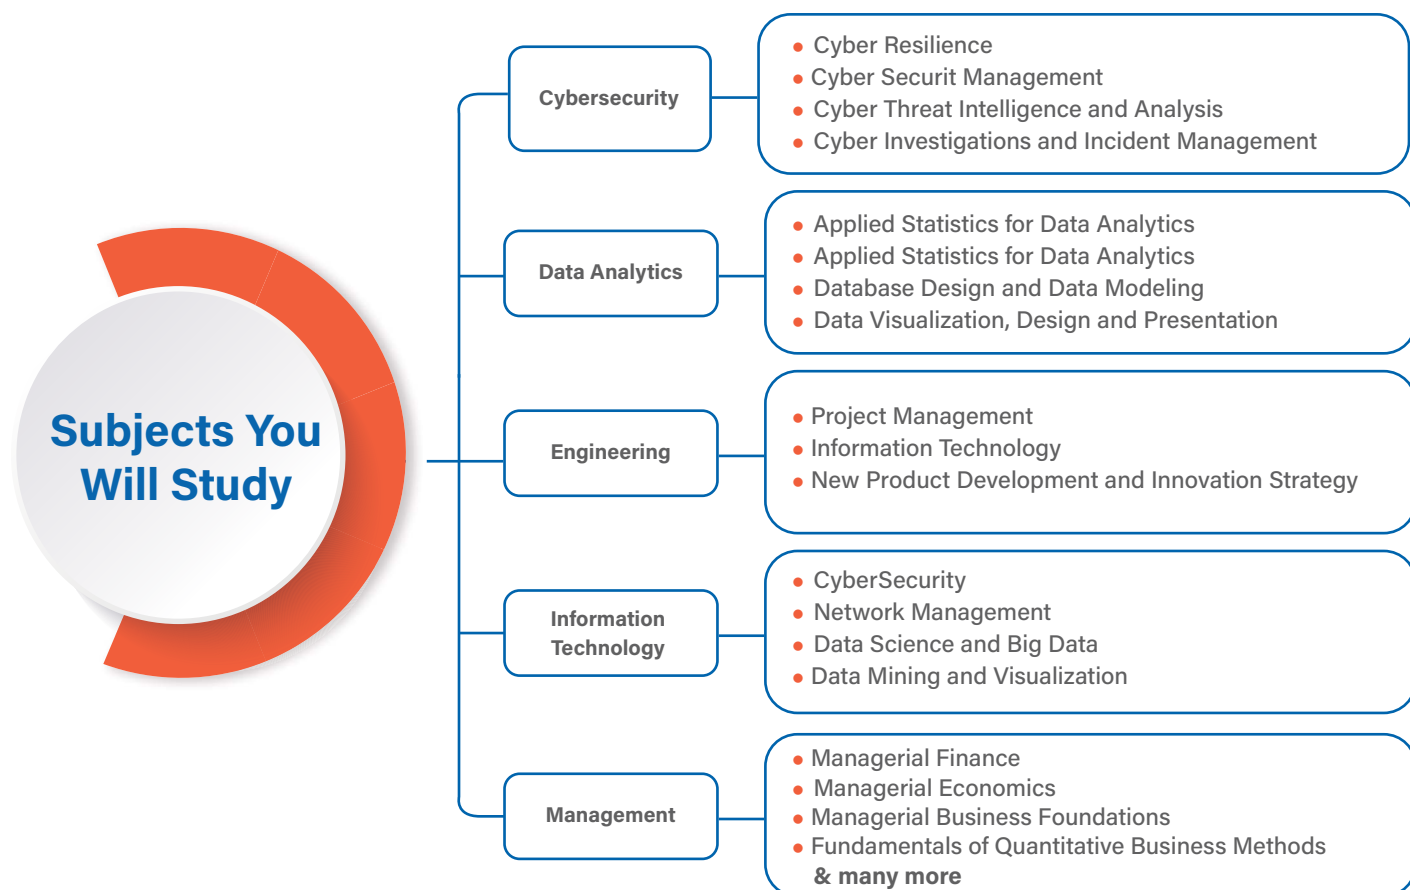 Subjects You
Will Study
Cybersecurity
Cyber Resilience
Cyber Securit Management
Cyber Threat Intelligence and Analysis
Cyber Investigations and Incident Management
Data Analytics
Applied Statistics for Data Analytics
Applied Statistics for Data Analytics
Database Design and Data Modeling
Data Visualization, Design and Presentation
Engineering
Project Management
Information Technology
New Product Development and Innovation Strategy
Information
Technology
CyberSecurity
Network Management
Data Science and Big Data
Data Mining and Visualization
Management
Managerial Finance
Managerial Economics
Managerial Business Foundations
Fundamentals of Quantitative Business Methods
& many more